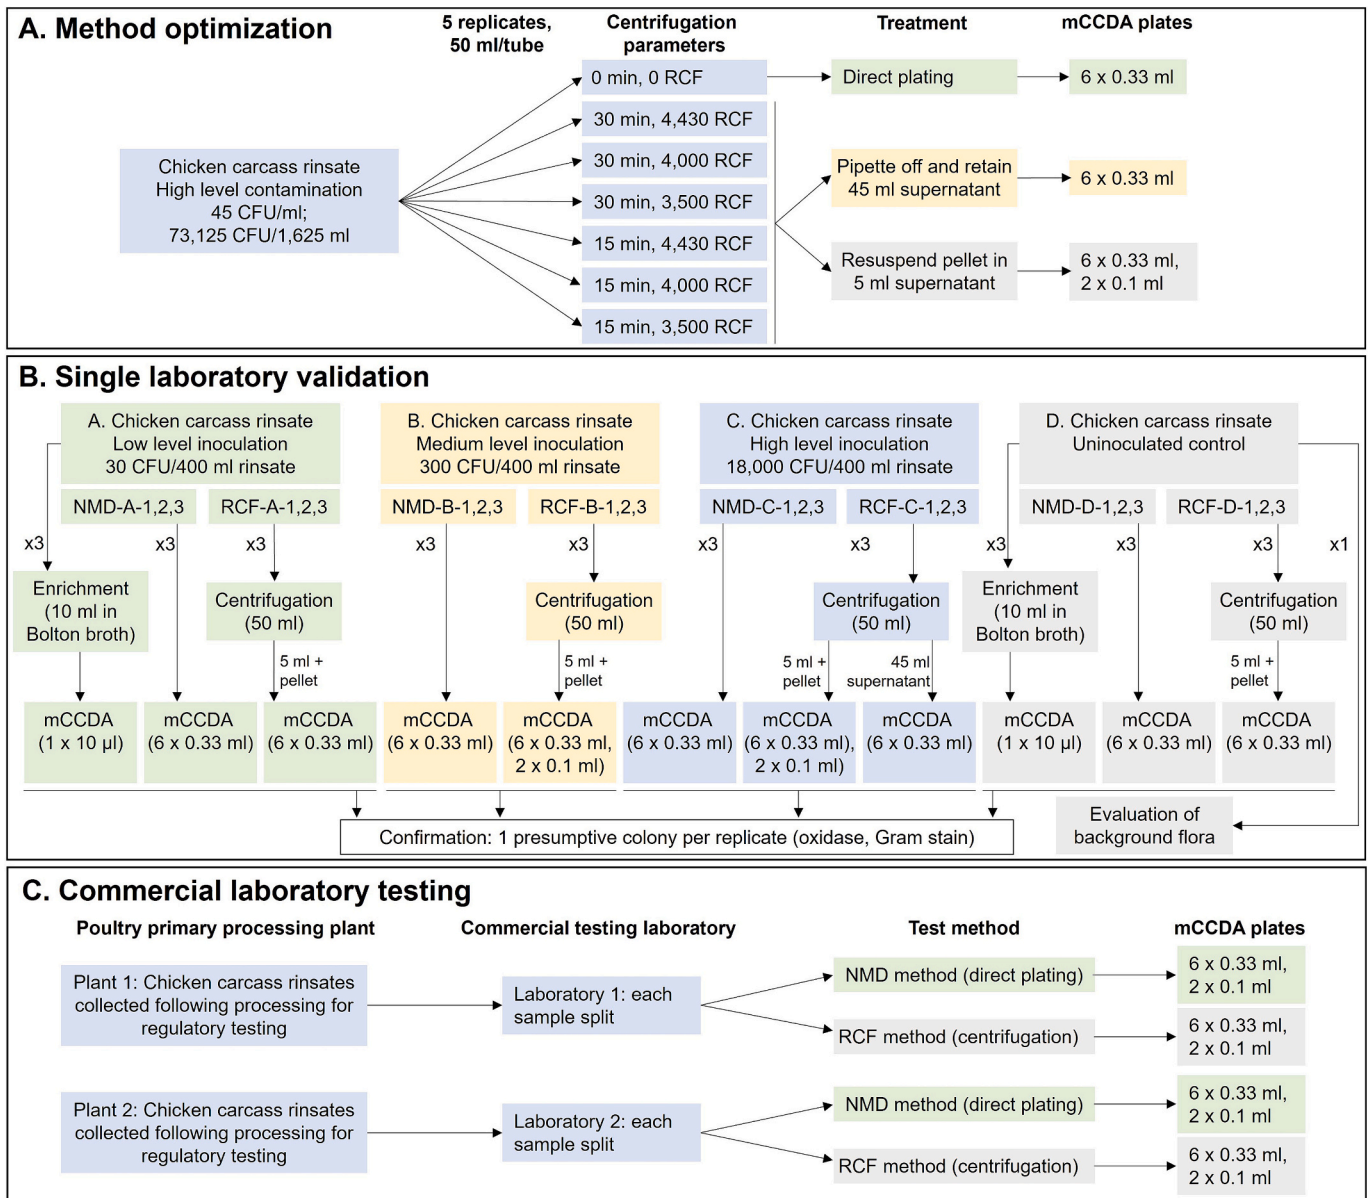 A. Method optimization
5 replicates,
50 ml/tube
Centrifugation
parameters
Treatment
mCCDA plates
Chicken carcass rinsate
High level contamination
45 CFU/ml;
73,125 CFU/1,625 ml
0 min, 0 RCF
30 min, 4,430 RCF
30 min, 4,000 RCF
30 min, 3,500 RCF
15 min, 4,430 RCF
15 min, 4,000 RCF
15 min, 3,500 RCF
Direct plating
6 x 0.33 ml
Pipette off and retain
45 ml supernatant
6 x 0.33 ml
Resuspend pellet in
5 ml supernatant
6 x 0.33 ml,
2 x 0.1 ml
B. Single laboratory validation
A. Chicken carcass rinsate
Low level inoculation
30 CFU/400 ml rinsate
B. Chicken carcass rinsate
Medium level inoculation
300 CFU/400 ml rinsate
C. Chicken carcass rinsate
High level inoculation
18,000 CFU/400 ml rinsate
D. Chicken carcass rinsate
Uninoculated control
NMD-A-1,2,3
RCF-A-1,2,3
NMD-B-1,2,3
RCF-B-1,2,3
NMD-C-1,2,3
RCF-C-1,2,3
NMD-D-1,2,3
RCF-D-1,2,3
x3
x3
x3
x3
x3
x3
x3
x3
x3
x3
x1
Enrichment
(10 ml in
Bolton broth)
Centrifugation
(50 ml)
Centrifugation
(50 ml)
Centrifugation
(50 ml)
Enrichment
(10 ml in
Bolton broth)
Centrifugation
(50 ml)
5 ml +
pellet
5 ml +
pellet
5 ml +
pellet
45 ml
supernatant
5 ml +
pellet
mCCDA
(1 x 10 µl)
mCCDA
(6 x 0.33 ml)
mCCDA
(6 x 0.33 ml)
mCCDA
(6 x 0.33 ml)
mCCDA
(6 x 0.33 ml,
2 x 0.1 ml)
mCCDA
(6 x 0.33 ml)
mCCDA
(6 x 0.33 ml),
2 x 0.1 ml)
mCCDA
(6 x 0.33 ml)
mCCDA
(1 x 10 µl)
mCCDA
(6 x 0.33 ml)
mCCDA
(6 x 0.33 ml)
Confirmation: 1 presumptive colony per replicate (oxidase, Gram stain)
Evaluation of
background flora
C. Commercial laboratory testing
Poultry primary processing plant
Commercial testing laboratory
Test method
mCCDA plates
Plant 1: Chicken carcass rinsates
collected following processing for
regulatory testing
Laboratory 1: each
sample split
NMD method (direct plating)
6 x 0.33 ml,
2 x 0.1 ml
RCF method (centrifugation)
6 x 0.33 ml,
2 x 0.1 ml
Plant 2: Chicken carcass rinsates
collected following processing for
regulatory testing
Laboratory 2: each
sample split
NMD method (direct plating)
6 x 0.33 ml,
2 x 0.1 ml
RCF method (centrifugation)
6 x 0.33 ml,
2 x 0.1 ml